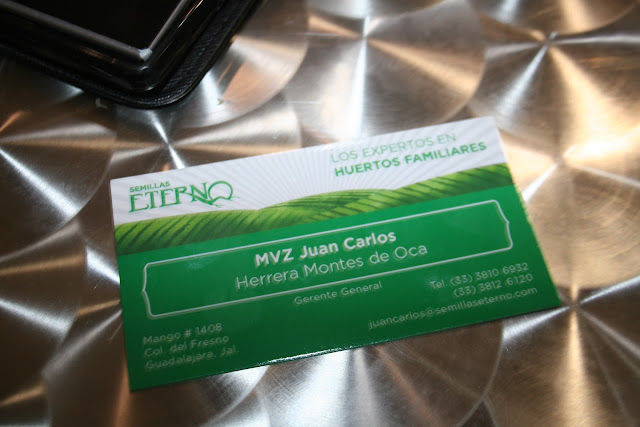 SEMILLAS
ETERNO
LOS EXPERTOS EN
HUERTOS FAMILIARES
MVZ Juan Carlos
Herrera Montes de Oca
Gerente General
Mango # 1408
Col. del Fresno
Guadalajara, Jal.
Tel. (33) 3810 6932
(33) 3812 6120
juancarlos@semillaseterno.com